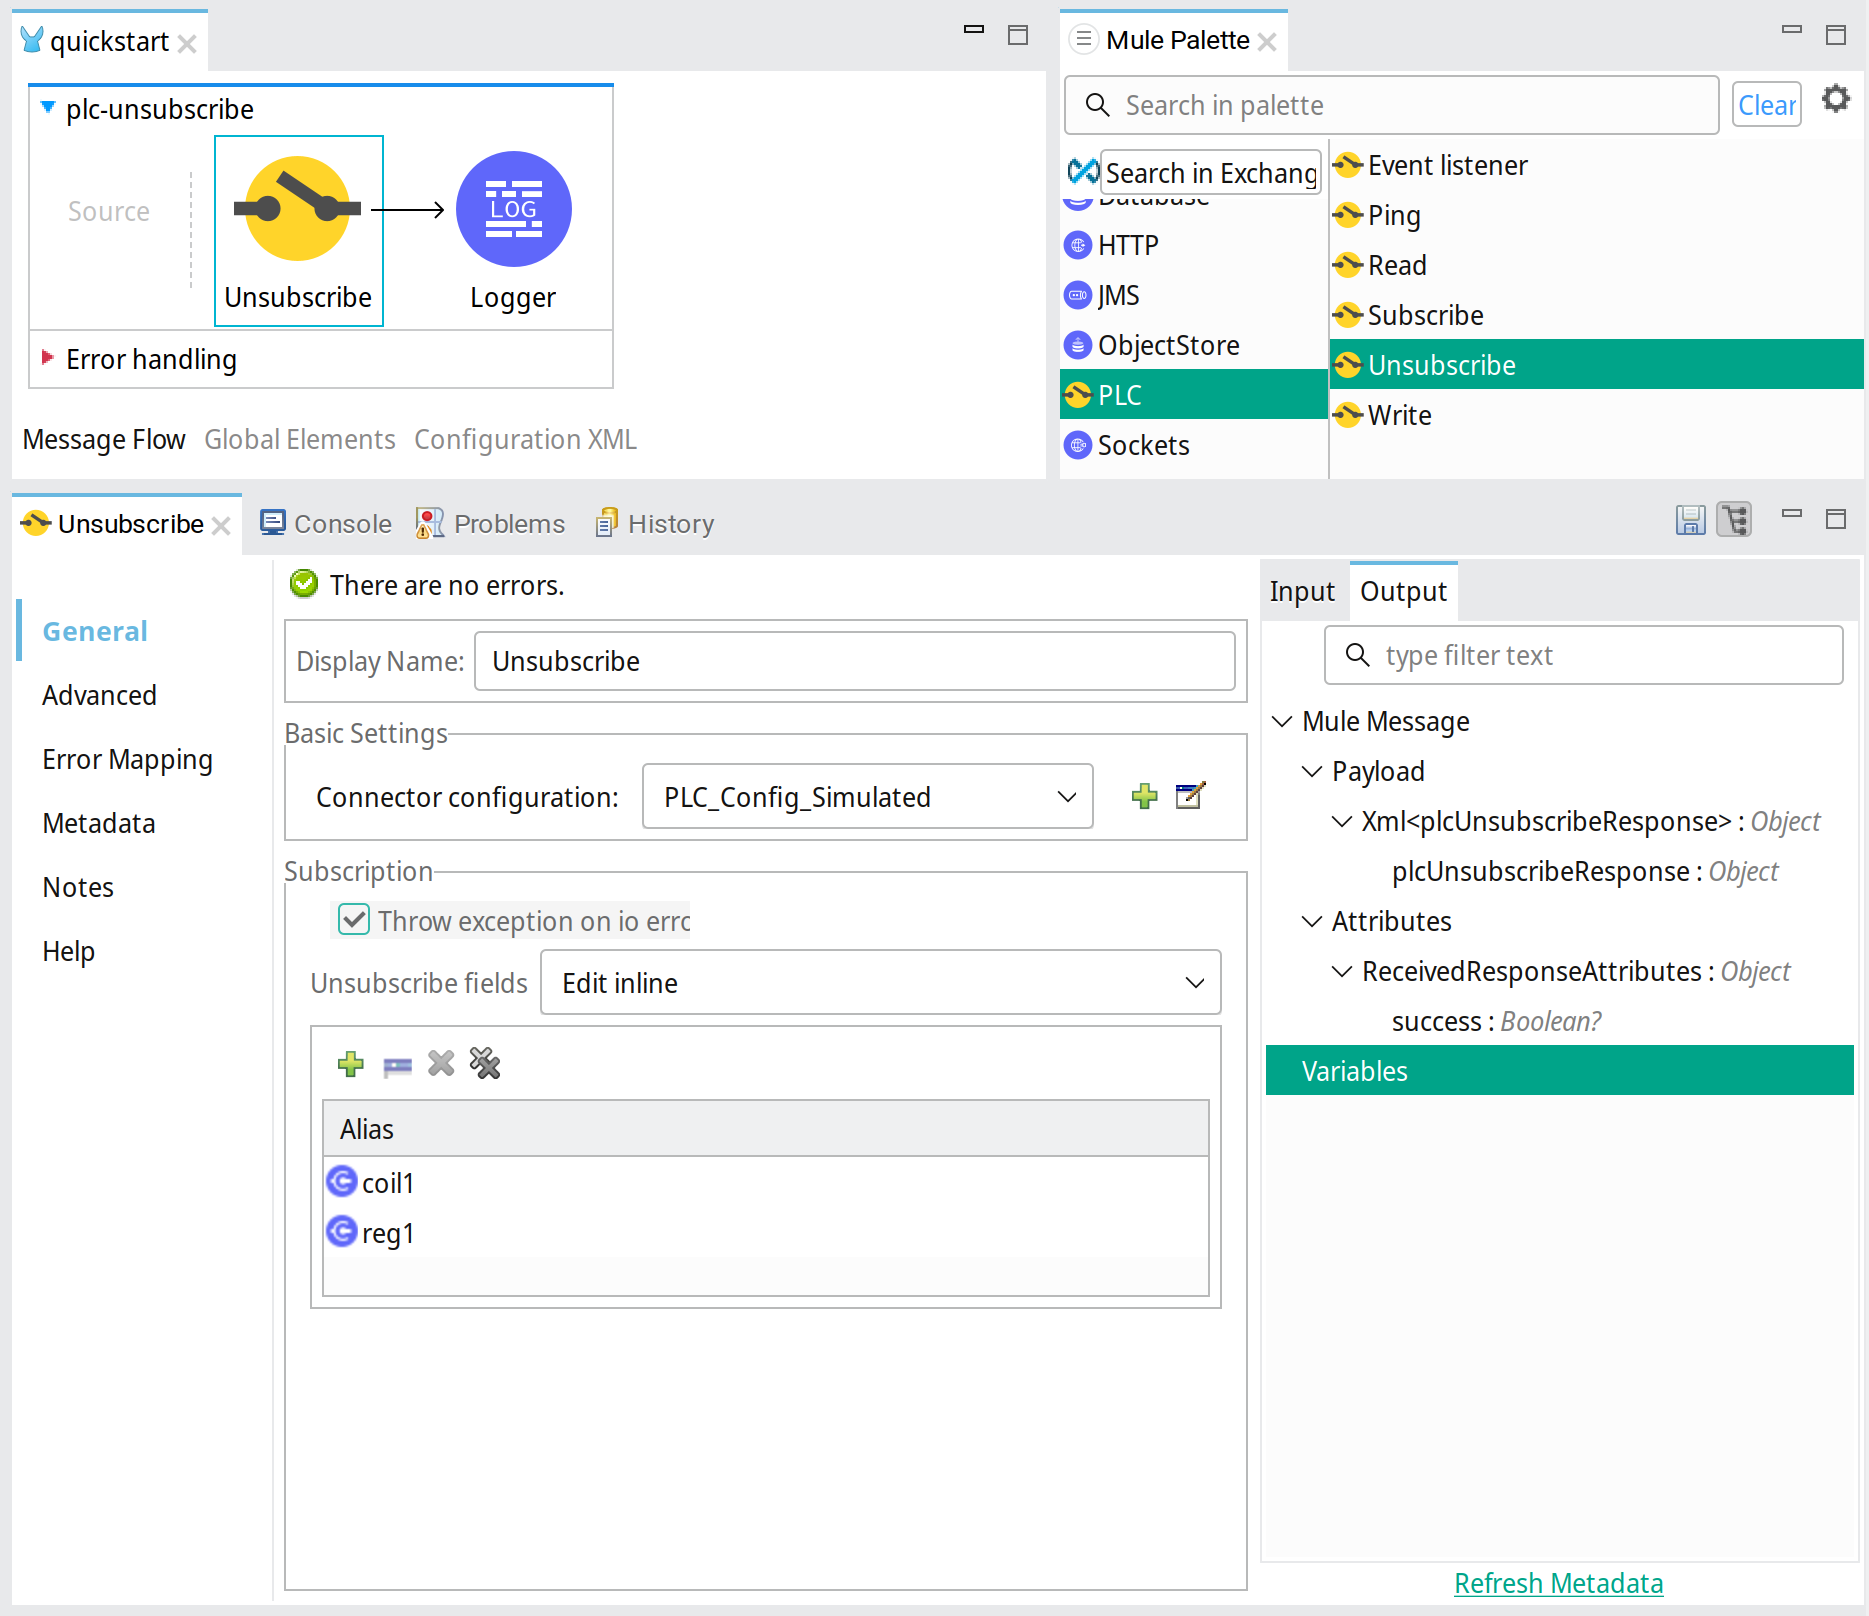 quickstart
plc-unsubscribe
Source
LOG
Unsubscribe
Logger
Error handling
Message Flow Global Elements Configuration XML
Mule Palette
Search in palette
Clear
Search in Exchang
Database
HTTP
JMS
ObjectStore
PLC
Sockets
Event listener
Ping
Read
Subscribe
Unsubscribe
Write
Unsubscribe Console Problems History
General
Advanced
Error Mapping
Metadata
Notes
Help
There are no errors.
Display Name: Unsubscribe
Basic Settings
Connector configuration: PLC_Config_Simulated
Subscription
Throw exception on io erro
Unsubscribe fields Edit inline
Alias
coil1
reg1
Input Output
type filter text
Mule Message
Payload
Xml<plcUnsubscribeResponse> : Object
plcUnsubscribeResponse : Object
Attributes
ReceivedResponseAttributes : Object
success : Boolean?
Variables
Refresh Metadata